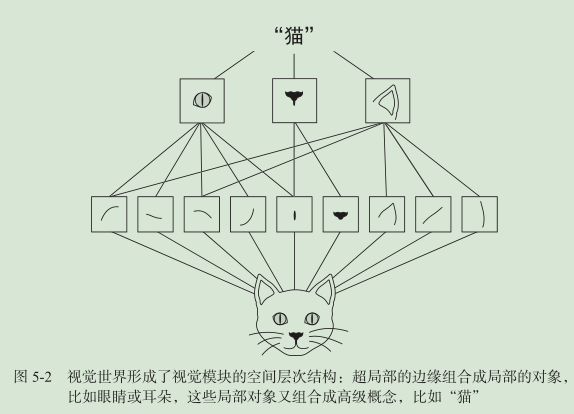 “猫”
图 5-2 视觉世界形成了视觉模块的空间层次结构：超局部的边缘组合成局部的对象，
比如眼睛或耳朵，这些局部对象又组合成高级概念，比如“猫”